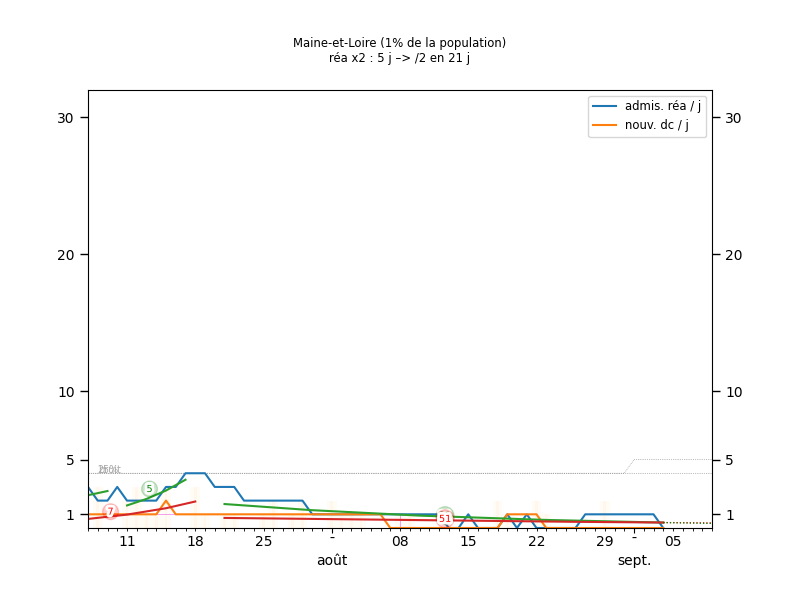 Maine-et-Loire (1% de la population)
réa x2 : 5 j –> /2 en 21 j
admis. réa / j
nouv. dc / j
30 30
20 20
10 10
5 5
1 1
5
7
51
11 18 25 - 08 15 22 29 - 05
août sept.